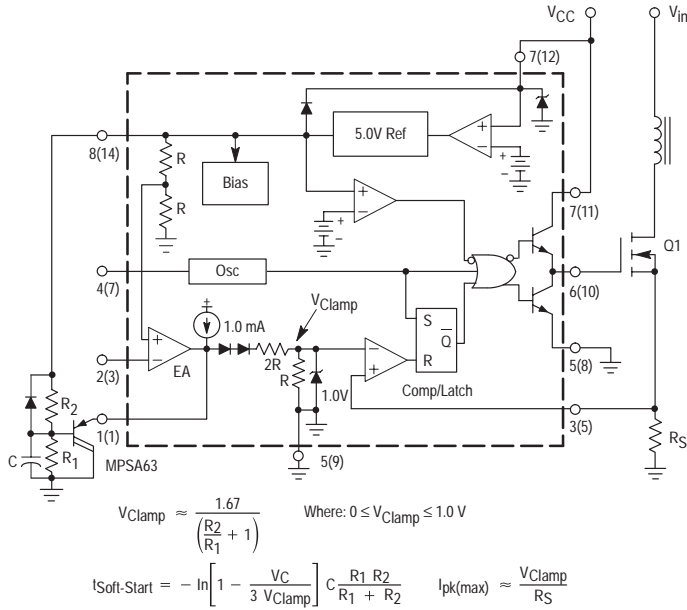 VCC
Vin
7(12)
5.0V Ref
+
−
+
−
8(14)
R
Bias
R
+
−
+
−
7(11)
Q1
4(7)
Osc
6(10)
VClamp
+
1.0 mA
S
Q
R
5(8)
2(3)
+
−
EA
2R
R
1.0V
−
+
Comp/Latch
3(5)
R2
1(1)
C
R1
MPSA63
5(9)
RS
VClamp ≈ 1.67 / (R2/R1 + 1) Where: 0 ≤ VClamp ≤ 1.0 V
tSoft-Start = − ln[1 − VC / 3 VClamp] C R1 R2 / R1 + R2 Ipk(max) ≈ VClamp / RS